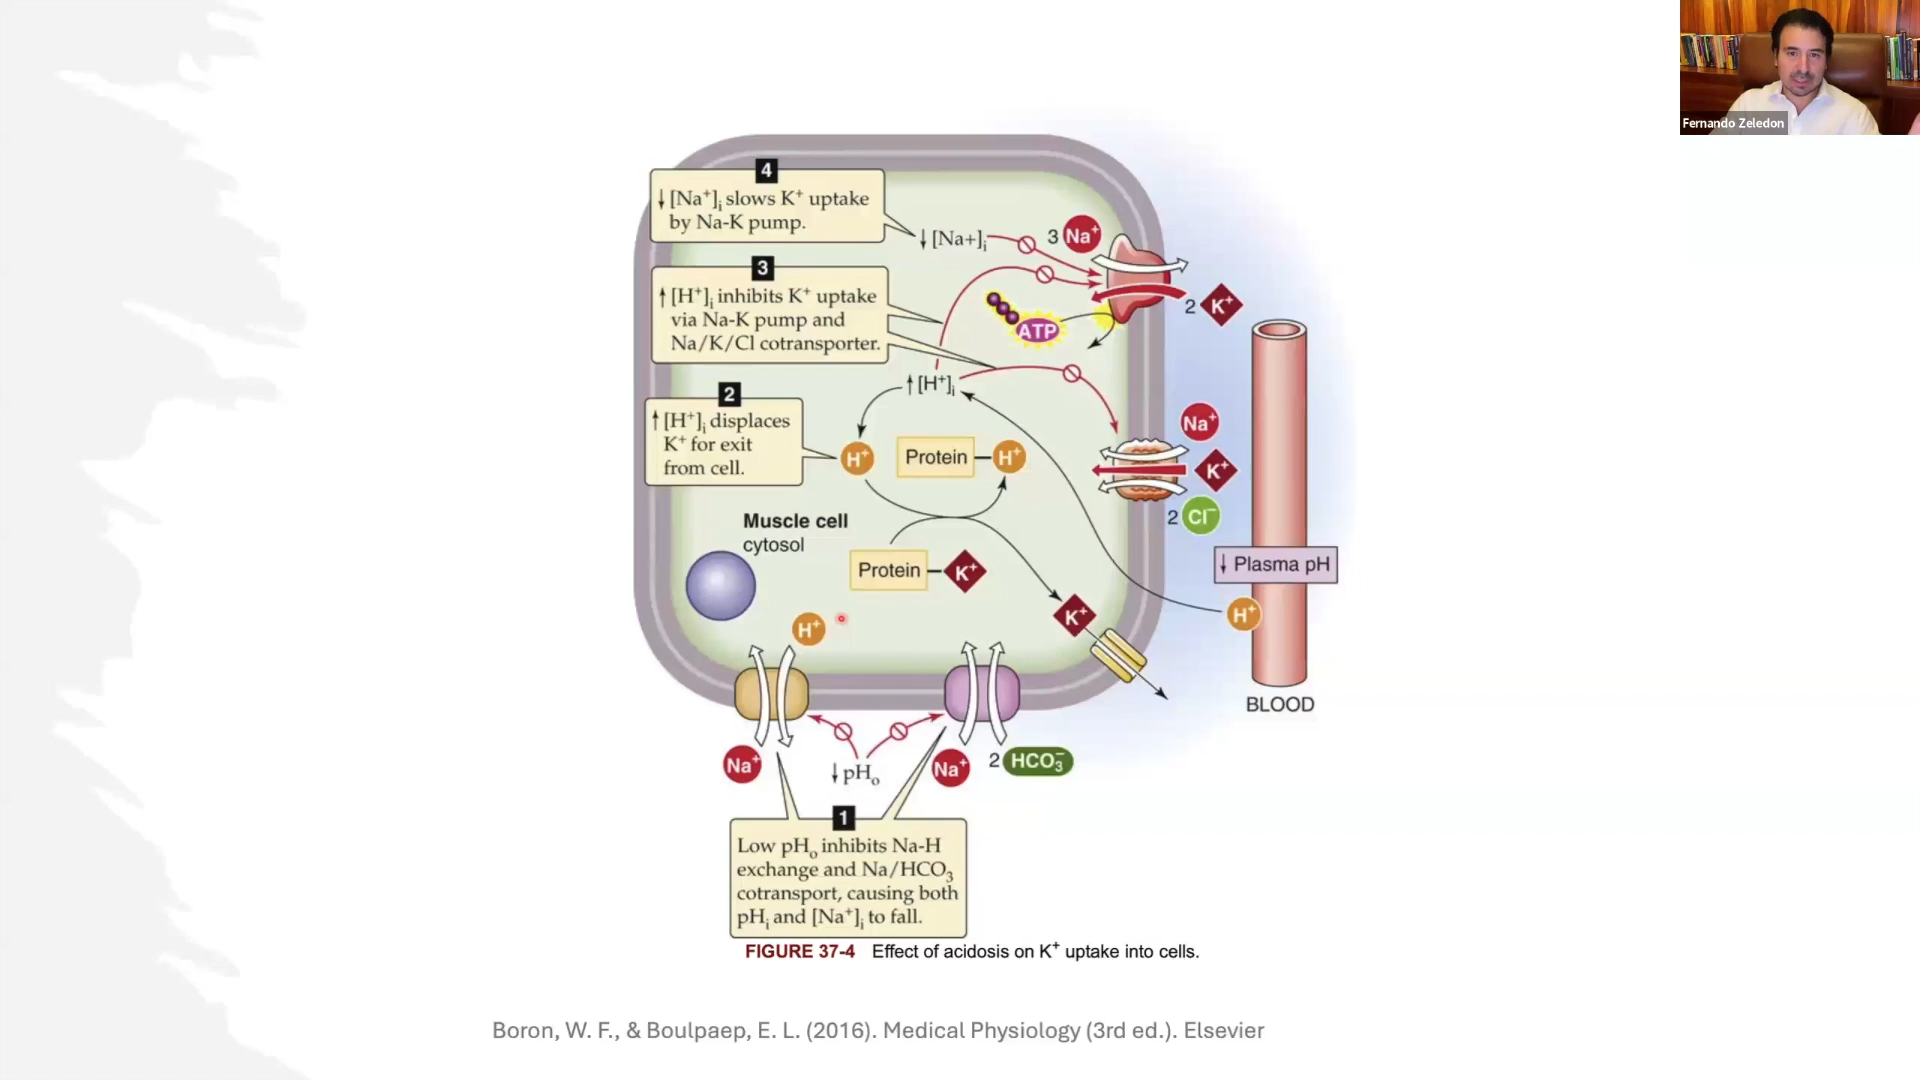 Fernando Zeledon
4
↓[Na⁺]ᵢ slows K⁺ uptake
by Na-K pump.
↓[Na+]ᵢ
3 Na⁺
2 K⁺
3
↑[H⁺]ᵢ inhibits K⁺ uptake
via Na-K pump and
Na/K/Cl cotransporter.
ATP
↑[H⁺]ᵢ
2
↑[H⁺]ᵢ displaces
K⁺ for exit
from cell.
H⁺
Protein
H⁺
Na⁺
K⁺
2 Cl⁻
Muscle cell
cytosol
Protein
K⁺
↓ Plasma pH
H⁺
K⁺
H⁺
BLOOD
Na⁺
↓pHₒ
Na⁺
2 HCO₃⁻
1
Low pHₒ inhibits Na-H
exchange and Na/HCO₃
cotransport, causing both
pHᵢ and [Na⁺]ᵢ to fall.
FIGURE 37-4 Effect of acidosis on K⁺ uptake into cells.
Boron, W. F., & Boulpaep, E. L. (2016). Medical Physiology (3rd ed.). Elsevier